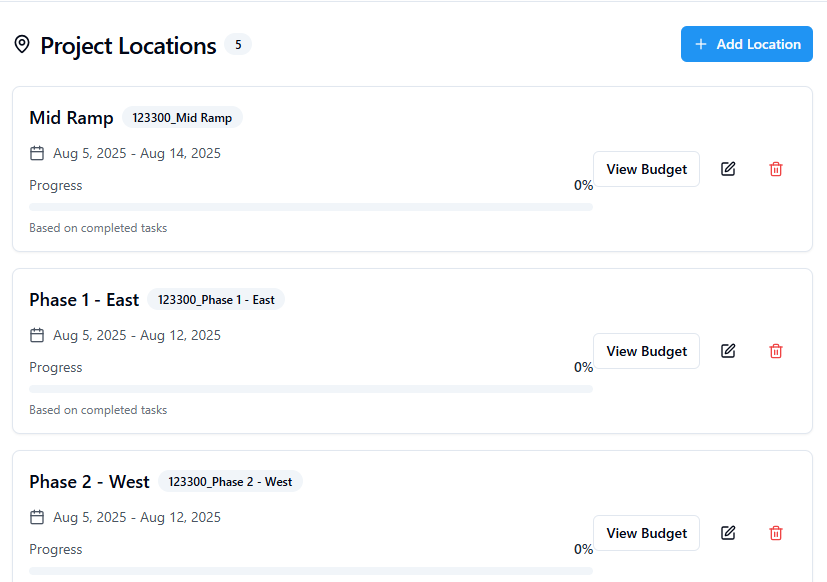 Project Locations 5
+ Add Location
Mid Ramp 123300_Mid Ramp
Aug 5, 2025 - Aug 14, 2025
Progress 0%
View Budget
Based on completed tasks
Phase 1 - East 123300_Phase 1 - East
Aug 5, 2025 - Aug 12, 2025
Progress 0%
View Budget
Based on completed tasks
Phase 2 - West 123300_Phase 2 - West
Aug 5, 2025 - Aug 12, 2025
Progress 0%
View Budget